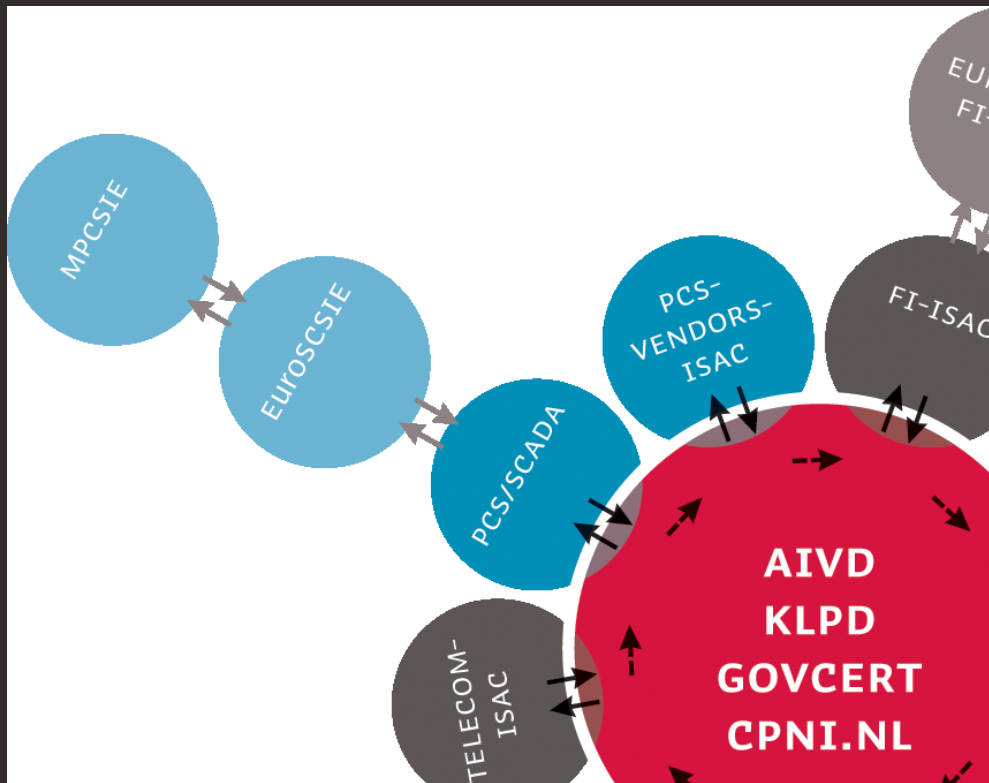 MPCSIE
EuroSCSIE
PCS/SCADA
PCS-
VENDORS-
ISAC
FI-ISAC
TELECOM-
ISAC
AIVD
KLPD
GOVCERT
CPNI.NL